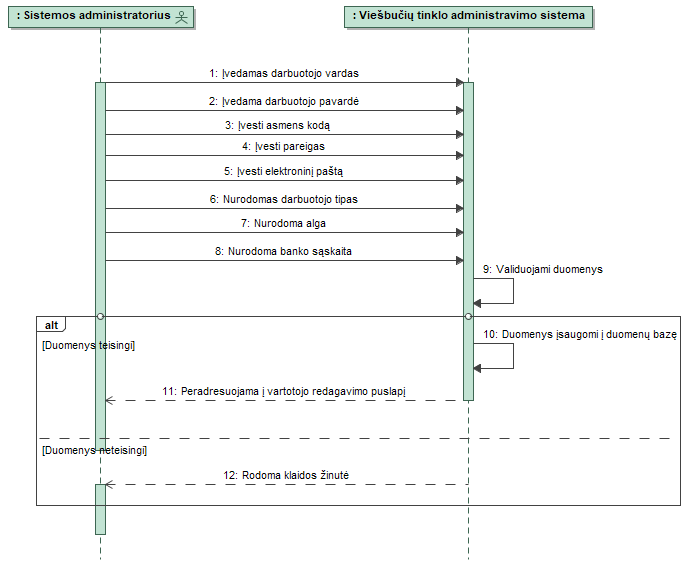 : Sistemos administratorius
: Viešbučių tinklo administravimo sistema
1: Įvedamas darbuotojo vardas
2: Įvedama darbuotojo pavardė
3: Įvesti asmens kodą
4: Įvesti pareigas
5: Įvesti elektroninį paštą
6: Nurodomas darbuotojo tipas
7: Nurodoma alga
8: Nurodoma banko sąskaita
9: Validuojami duomenys
alt
10: Duomenys įsaugomi į duomenų bazę
[Duomenys teisingi]
11: Peradresuojama į vartotojo redagavimo puslapį
[Duomenys neteisingi]
12: Rodoma klaidos žinutė